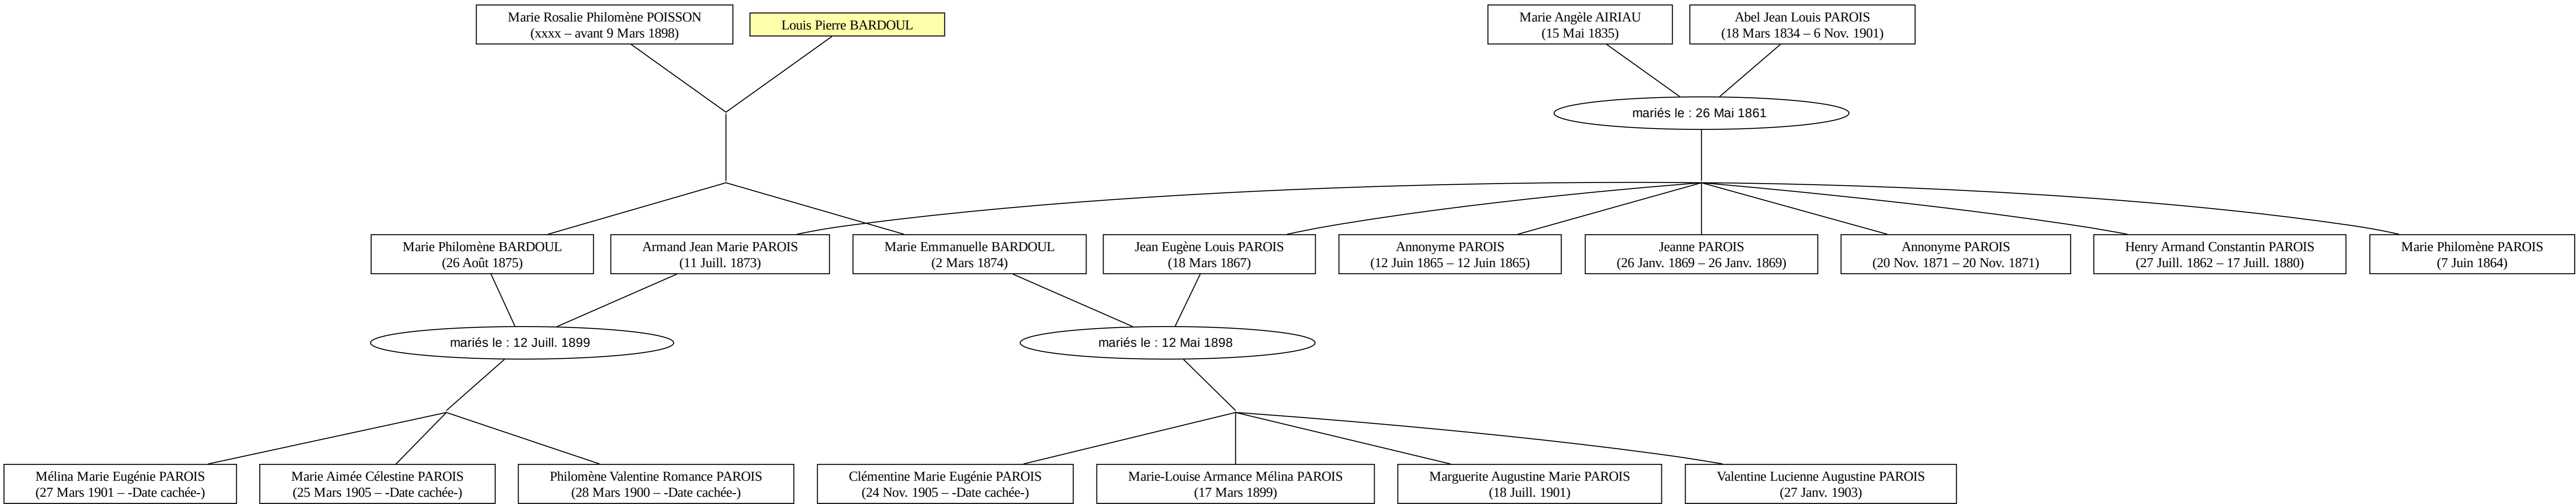 Marie Rosalie Philomène POISSON
(xxxx – avant 9 Mars 1898)
Louis Pierre BARDOUL
Marie Angèle AIRIAU
(15 Mai 1835)
Abel Jean Louis PAROIS
(18 Mars 1834 – 6 Nov. 1901)
mariés le : 26 Mai 1861
Marie Philomène BARDOUL
(26 Août 1875)
Armand Jean Marie PAROIS
(11 Juill. 1873)
Marie Emmanuelle BARDOUL
(2 Mars 1874)
Jean Eugène Louis PAROIS
(18 Mars 1867)
Annonyme PAROIS
(12 Juin 1865 – 12 Juin 1865)
Jeanne PAROIS
(26 Janv. 1869 – 26 Janv. 1869)
Annonyme PAROIS
(20 Nov. 1871 – 20 Nov. 1871)
Henry Armand Constantin PAROIS
(27 Juill. 1862 – 17 Juill. 1880)
Marie Philomène PAROIS
(7 Juin 1864)
mariés le : 12 Juill. 1899
mariés le : 12 Mai 1898
Mélina Marie Eugénie PAROIS
(27 Mars 1901 – -Date cachée-)
Marie Aimée Célestine PAROIS
(25 Mars 1905 – -Date cachée-)
Philomène Valentine Romance PAROIS
(28 Mars 1900 – -Date cachée-)
Clémentine Marie Eugénie PAROIS
(24 Nov. 1905 – -Date cachée-)
Marie-Louise Armance Mélina PAROIS
(17 Mars 1899)
Marguerite Augustine Marie PAROIS
(18 Juill. 1901)
Valentine Lucienne Augustine PAROIS
(27 Janv. 1903)